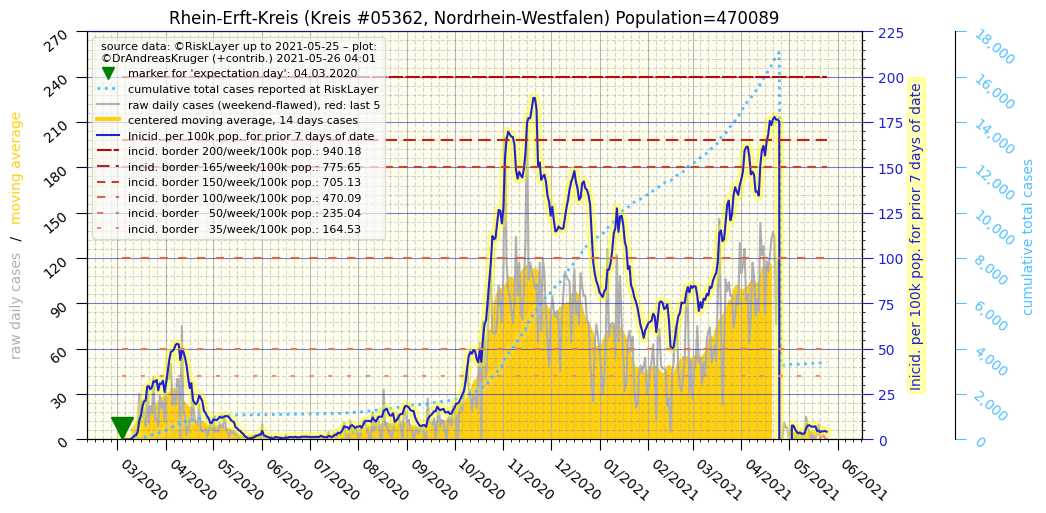 Rhein-Erft-Kreis (Kreis #05362, Nordrhein-Westfalen) Population=470089
source data: ©RiskLayer up to 2021-05-25 – plot:
©DrAndreasKruger (+contrib.) 2021-05-26 04:01
marker for 'expectation day': 04.03.2020
cumulative total cases reported at RiskLayer
raw daily cases (weekend-flawed), red: last 5
centered moving average, 14 days cases
Inicid. per 100k pop. for prior 7 days of date
incid. border 200/week/100k pop.: 940.18
incid. border 165/week/100k pop.: 775.65
incid. border 150/week/100k pop.: 705.13
incid. border 100/week/100k pop.: 470.09
incid. border   50/week/100k pop.: 235.04
incid. border   35/week/100k pop.: 164.53
raw daily cases   /   moving average
270
240
210
180
150
120
90
60
30
0
225
200
175
150
125
100
75
50
25
0
Inicid. per 100k pop. for prior 7 days of date
18,000
16,000
14,000
12,000
10,000
8,000
6,000
4,000
2,000
0
cumulative total cases
03/2020
04/2020
05/2020
06/2020
07/2020
08/2020
09/2020
10/2020
11/2020
12/2020
01/2021
02/2021
03/2021
04/2021
05/2021
06/2021